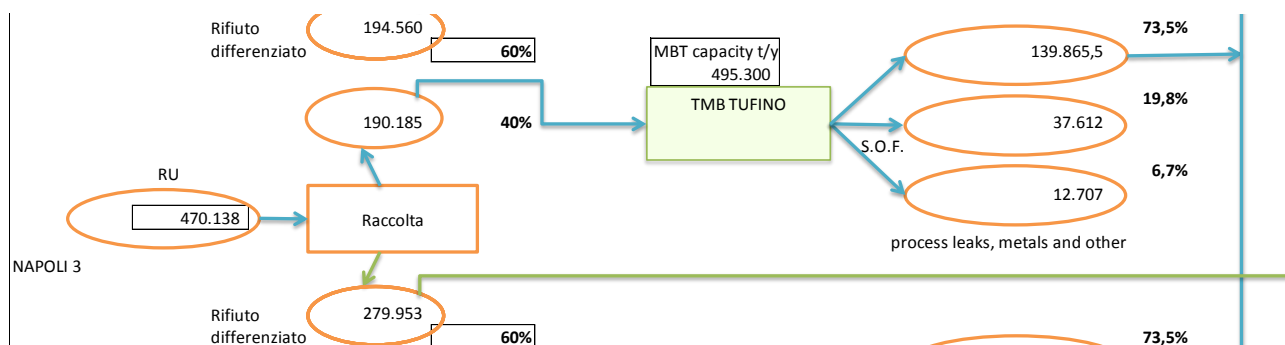 Rifiuto
differenziato
194.560
60%
MBT capacity t/y
495.300
TMB TUFINO
139.865,5
73,5%
190.185
40%
37.612
19,8%
S.O.F.
12.707
6,7%
process leaks, metals and other
RU
470.138
Raccolta
NAPOLI 3
Rifiuto
differenziato
279.953
60%
73,5%